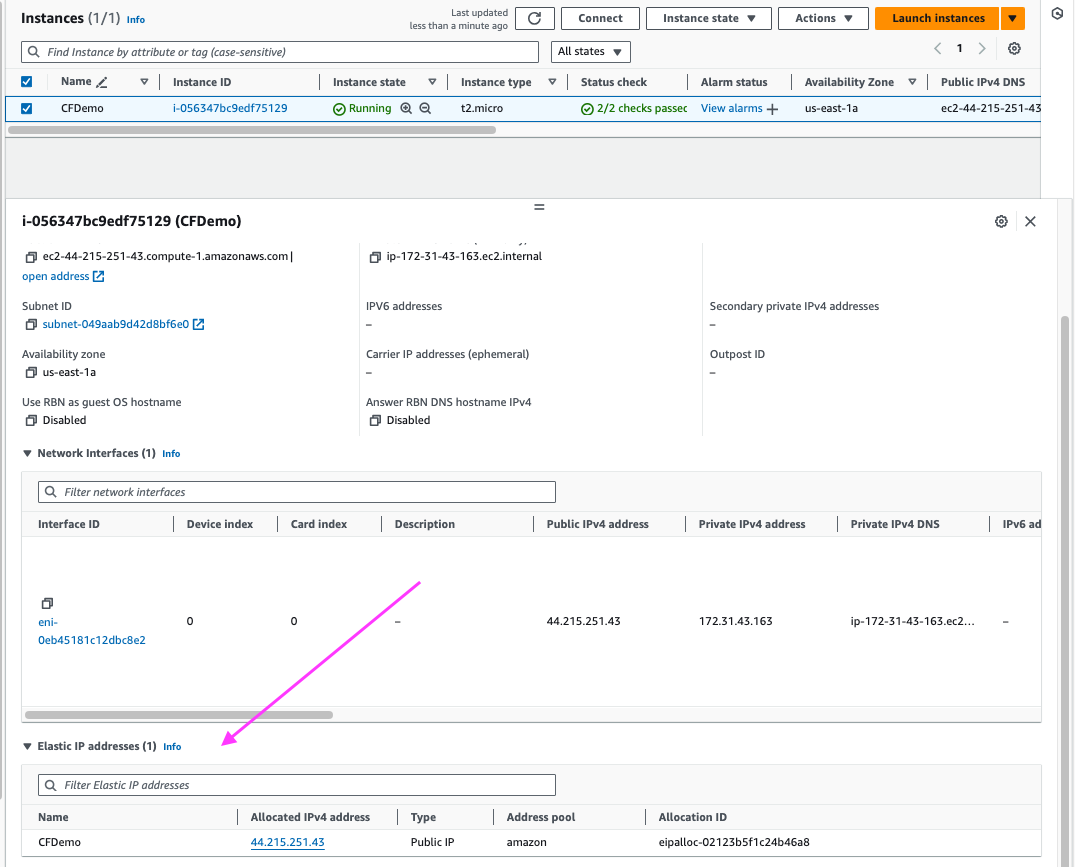 Instances (1/1) Info
Last updated
less than a minute ago
Connect
Instance state
Actions
Launch instances
Find Instance by attribute or tag (case-sensitive)
All states
1
Name Instance ID Instance state Instance type Status check Alarm status Availability Zone Public IPv4 DNS
CFDemo i-056347bc9edf75129 Running t2.micro 2/2 checks passec View alarms us-east-1a ec2-44-215-251-43
i-056347bc9edf75129 (CFDemo)
ec2-44-215-251-43.compute-1.amazonaws.com | ip-172-31-43-163.ec2.internal
open address
Subnet ID IPV6 addresses Secondary private IPv4 addresses
subnet-049aab9d42d8bf6e0 – –
Availability zone Carrier IP addresses (ephemeral) Outpost ID
us-east-1a – –
Use RBN as guest OS hostname Answer RBN DNS hostname IPv4
Disabled Disabled
Network Interfaces (1) Info
Filter network interfaces
Interface ID Device index Card index Description Public IPv4 address Private IPv4 address Private IPv4 DNS IPv6 ad
eni-
0eb45181c12dbc8e2 0 0 – 44.215.251.43 172.31.43.163 ip-172-31-43-163.ec2... –
Elastic IP addresses (1) Info
Filter Elastic IP addresses
Name Allocated IPv4 address Type Address pool Allocation ID
CFDemo 44.215.251.43 Public IP amazon eipalloc-02123b5f1c24b46a8